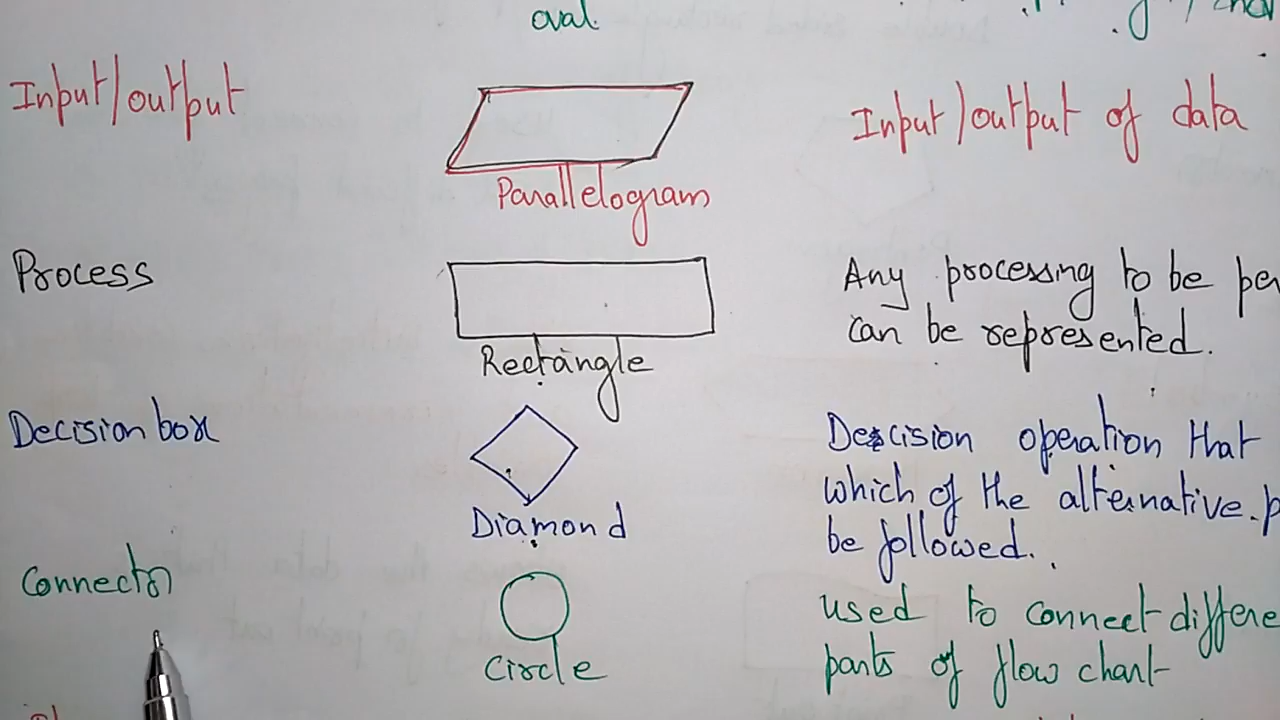 oval.
Input/output
Parallelogram
Input/output of data
Process
Rectangle
Any processing to be
can be represented.
Decision box
Diamond
Decision operation that
which of the alternative
be followed.
Connector
Circle
used to connect
parts of flow chart